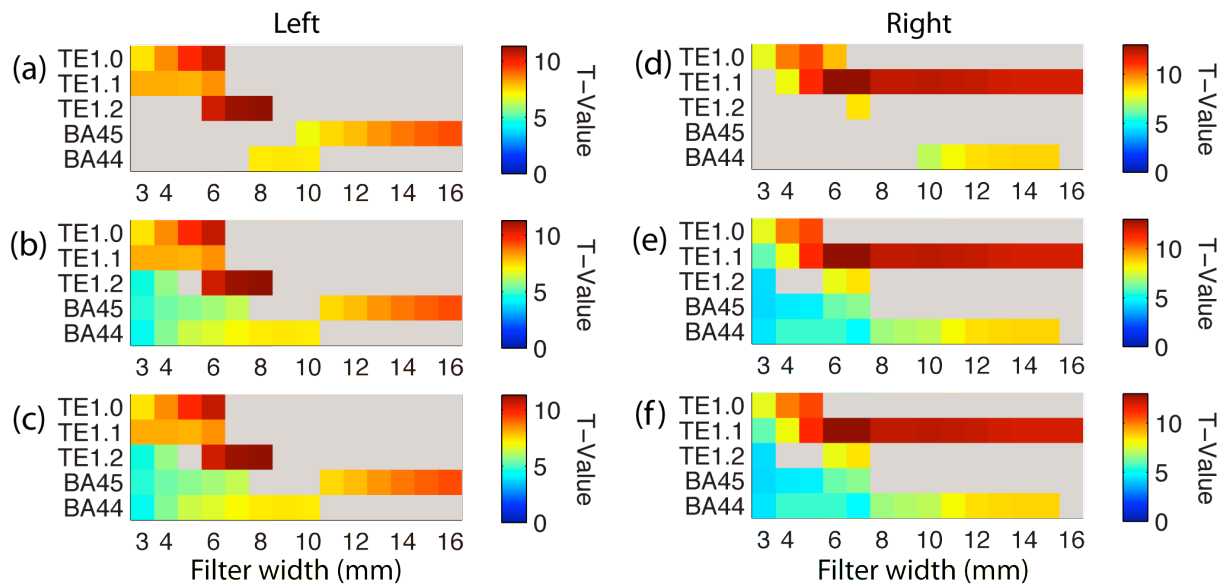 Left
Right
(a)
TE1.0
TE1.1
TE1.2
BA45
BA44
3 4 6 8 10 12 14 16
10
5
0
T-Value
(d)
TE1.0
TE1.1
TE1.2
BA45
BA44
3 4 6 8 10 12 14 16
10
5
0
T-Value
(b)
TE1.0
TE1.1
TE1.2
BA45
BA44
3 4 6 8 10 12 14 16
10
5
0
T-Value
(e)
TE1.0
TE1.1
TE1.2
BA45
BA44
3 4 6 8 10 12 14 16
10
5
0
T-Value
(c)
TE1.0
TE1.1
TE1.2
BA45
BA44
3 4 6 8 10 12 14 16
Filter width (mm)
10
5
0
T-Value
(f)
TE1.0
TE1.1
TE1.2
BA45
BA44
3 4 6 8 10 12 14 16
Filter width (mm)
10
5
0
T-Value